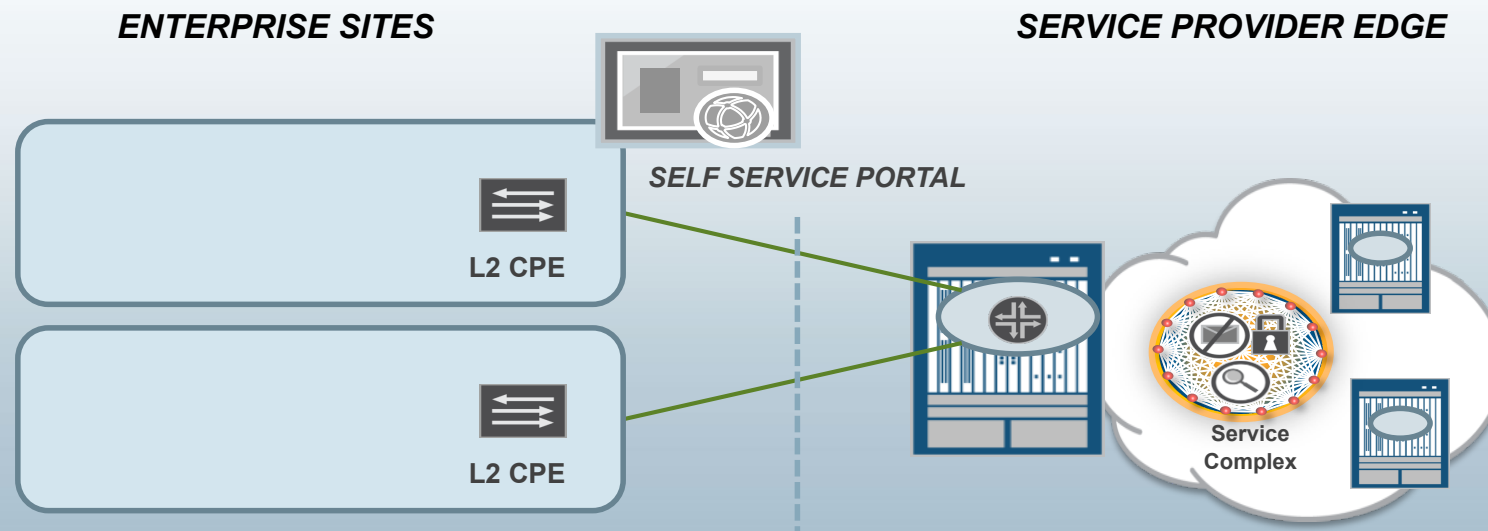 ENTERPRISE SITES
SERVICE PROVIDER EDGE
SELF SERVICE PORTAL
L2 CPE
L2 CPE
Service
Complex